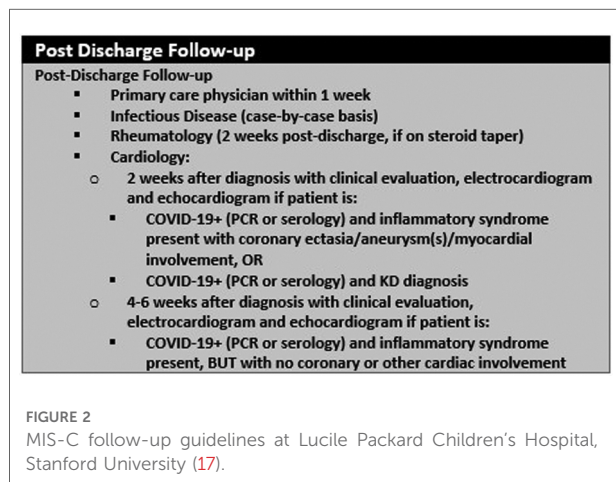 Post Discharge Follow-up
Post-Discharge Follow-up
▪ Primary care physician within 1 week
▪ Infectious Disease (case-by-case basis)
▪ Rheumatology (2 weeks post-discharge, if on steroid taper)
▪ Cardiology:
o 2 weeks after diagnosis with clinical evaluation, electrocardiogram
and echocardiogram if patient is:
▪ COVID-19+ (PCR or serology) and inflammatory syndrome
present with coronary ectasia/aneurysm(s)/myocardial
involvement, OR
▪ COVID-19+ (PCR or serology) and KD diagnosis
o 4-6 weeks after diagnosis with clinical evaluation,
electrocardiogram and echocardiogram if patient is:
▪ COVID-19+ (PCR or serology) and inflammatory syndrome
present, BUT with no coronary or other cardiac involvement
FIGURE 2
MIS-C follow-up guidelines at Lucile Packard Children's Hospital,
Stanford University (17).